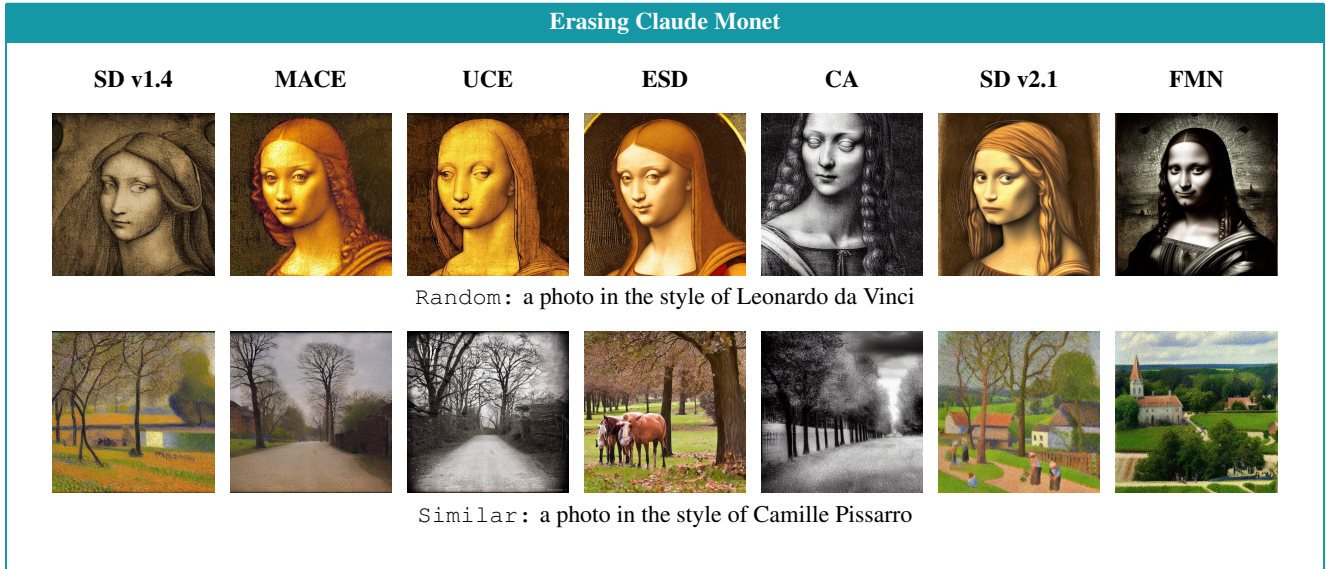 Erasing Claude Monet
SD v1.4 MACE UCE ESD CA SD v2.1 FMN
Random: a photo in the style of Leonardo da Vinci
Similar: a photo in the style of Camille Pissarro